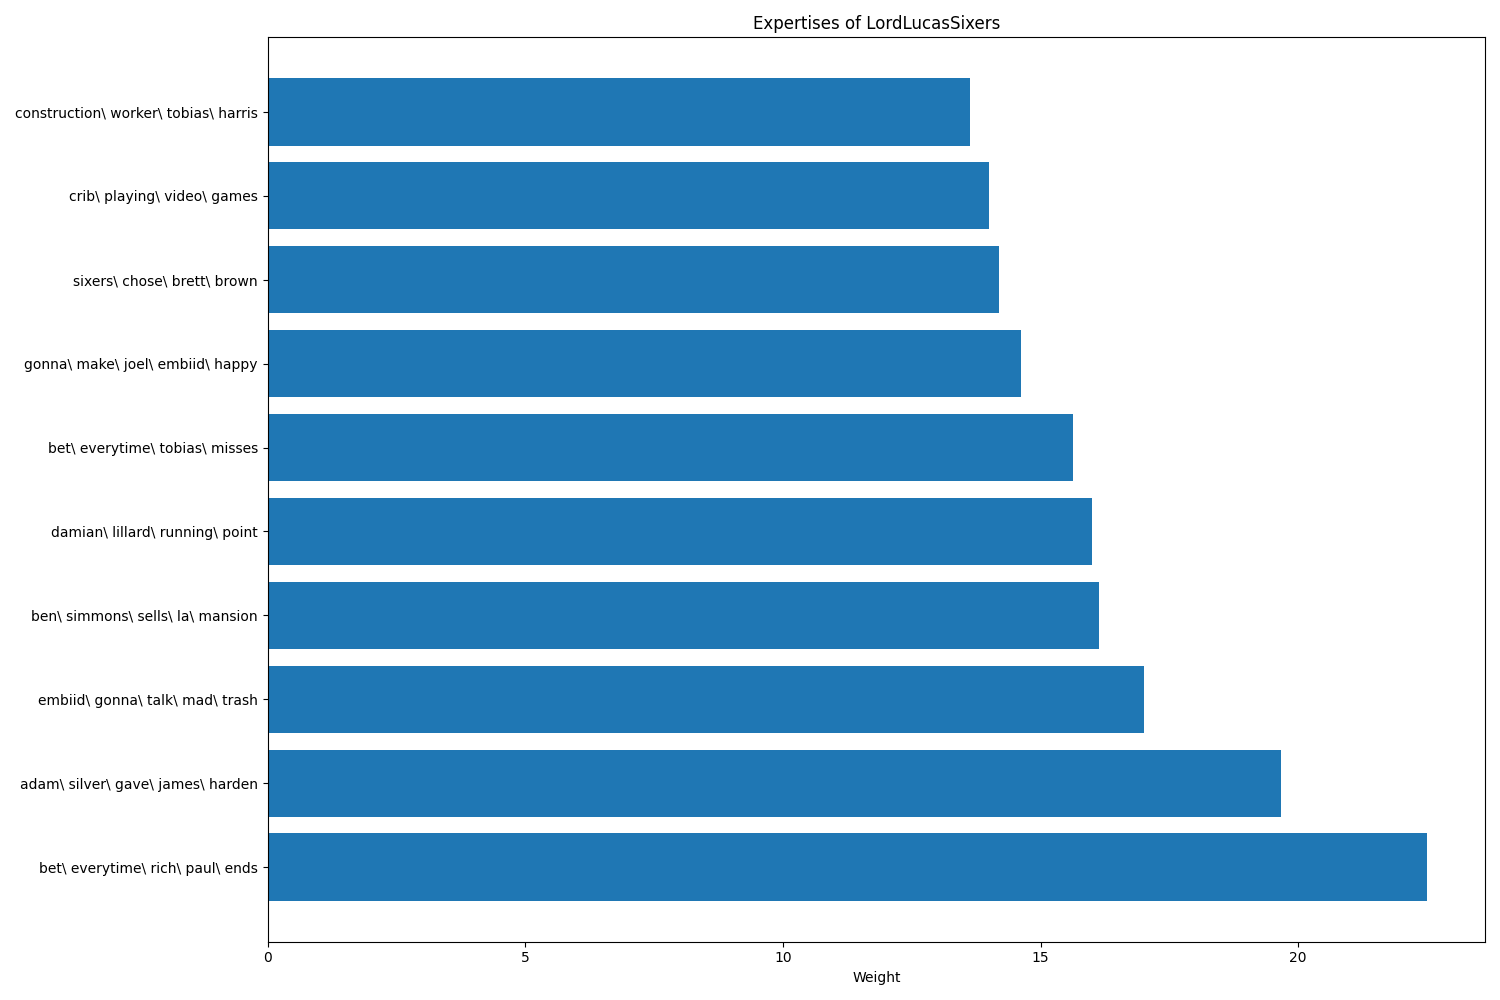 Expertises of LordLucasSixers
construction\ worker\ tobias\ harris
crib\ playing\ video\ games
sixers\ chose\ brett\ brown
gonna\ make\ joel\ embiid\ happy
bet\ everytime\ tobias\ misses
damian\ lillard\ running\ point
ben\ simmons\ sells\ la\ mansion
embiid\ gonna\ talk\ mad\ trash
adam\ silver\ gave\ james\ harden
bet\ everytime\ rich\ paul\ ends
0 5 10 15 20
Weight